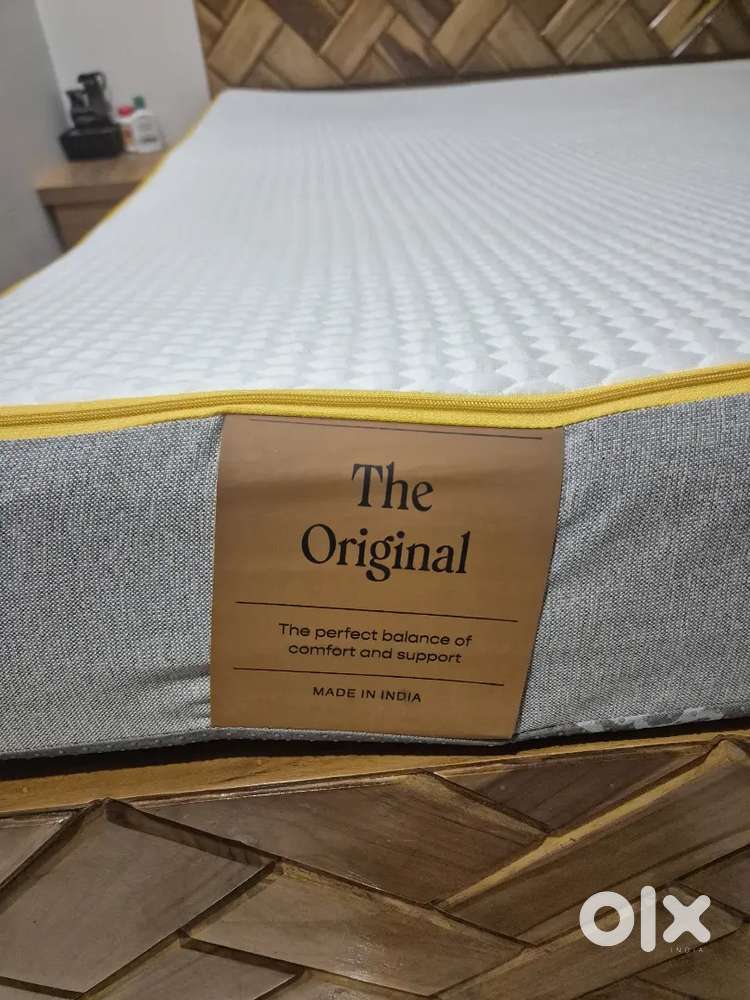 The
Original
The perfect balance of
comfort and support
MADE IN INDIA
olx
INDIA